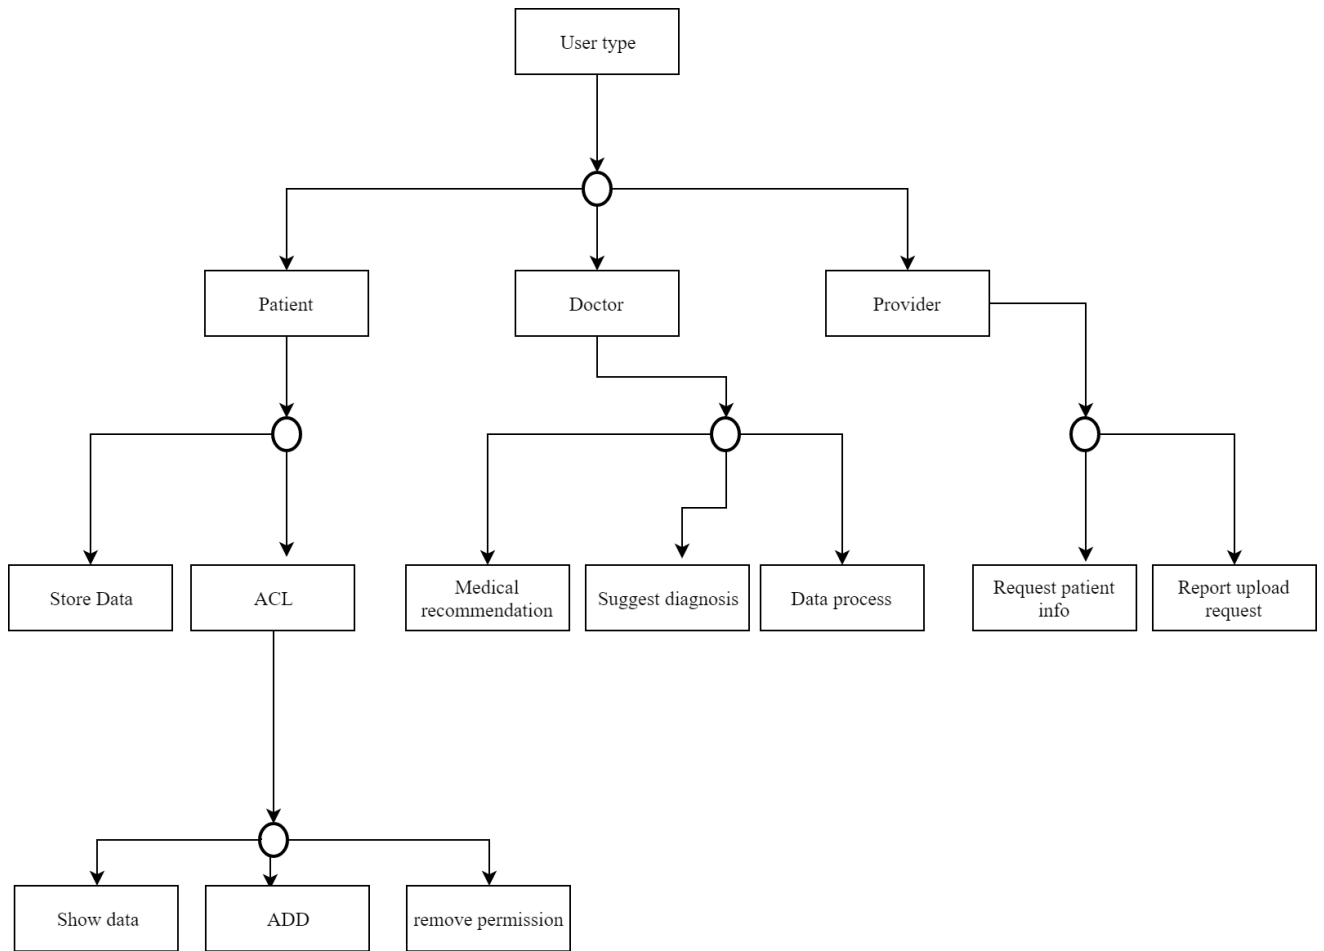 User type
Patient
Doctor
Provider
Store Data
ACL
Medical
recommendation
Suggest diagnosis
Data process
Request patient
info
Report upload
request
Show data
ADD
remove permission